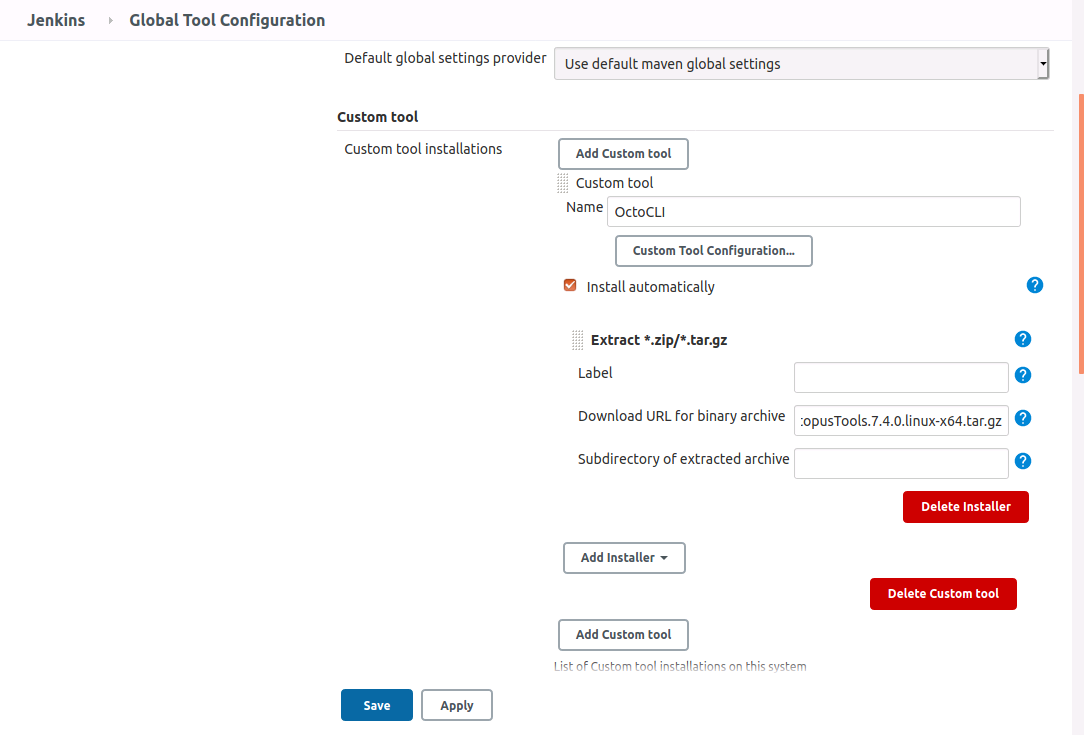 Jenkins Global Tool Configuration
Default global settings provider Use default maven global settings
Custom tool
Custom tool installations Add Custom tool
Custom tool
Name OctoCLI
Custom Tool Configuration...
Install automatically ?
Extract *.zip/*.tar.gz ?
Label ?
Download URL for binary archive :opusTools.7.4.0.linux-x64.tar.gz ?
Subdirectory of extracted archive ?
Delete Installer
Add Installer
Delete Custom tool
Add Custom tool
List of Custom tool installations on this system
Save Apply